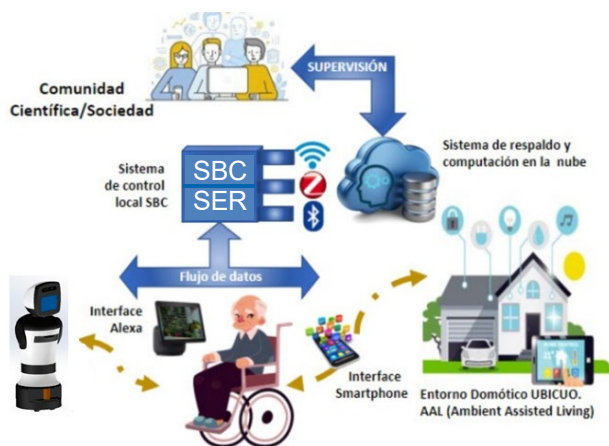 SUPERVISIÓN
Comunidad
Científica/Sociedad
Sistema
de control
local SBC
SBC
SER
Sistema de respaldo y
computación en la nube
Flujo de datos
Interface
Alexa
Interface
Smartphone
Entorno Domótico UBICUO.
AAL (Ambient Assisted Living)